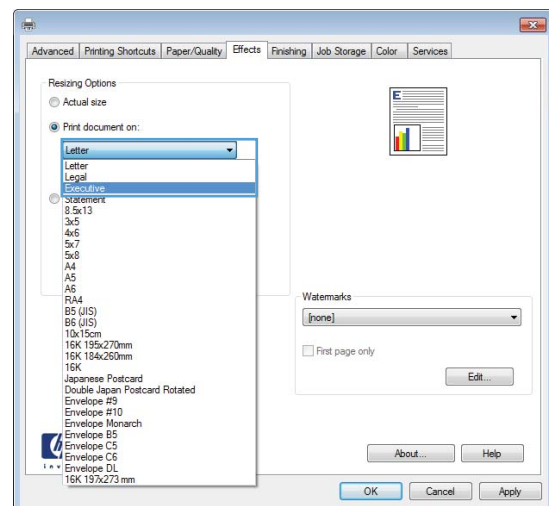 Advanced Printing Shortcuts Paper/Quality Effects Finishing Job Storage Color Services
Resizing Options
Actual size
Print document on:
Letter
Letter
Legal
Executive
Statement
8.5x13
3x5
4x6
5x7
5x8
A4
A5
A6
RA4
B5 (JIS)
B6 (JIS)
10x15cm
16K 195x270mm
16K 184x260mm
16K
Japanese Postcard
Double Japan Postcard Rotated
Envelope #9
Envelope #10
Envelope Monarch
Envelope B5
Envelope C5
Envelope C6
Envelope DL
16K 197x273 mm
E
Watermarks
[none]
First page only
Edit...
About... Help
OK Cancel Apply